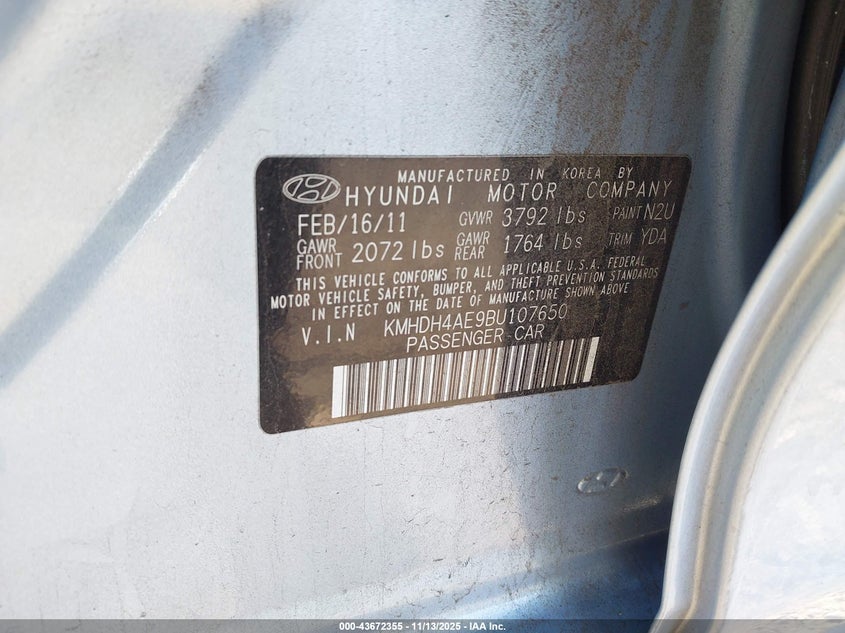 MANUFACTURED IN KOREA BY
HYUNDAI MOTOR COMPANY
FEB/16/11 GVWR 3792 lbs PAINT N2U
GAWR FRONT 2072 lbs GAWR REAR 1764 lbs TRIM YDA
THIS VEHICLE CONFORMS TO ALL APPLICABLE U.S.A. FEDERAL
MOTOR VEHICLE SAFETY, BUMPER, AND THEFT PREVENTION STANDARDS
IN EFFECT ON THE DATE OF MANUFACTURE SHOWN ABOVE.
V.I.N KMHDH4AE9BU107650
PASSENGER CAR
000-43672355 | 11/13/2025 - IAA Inc.